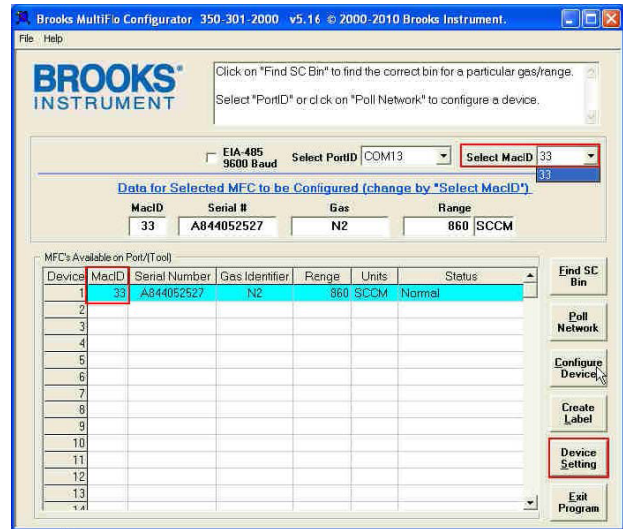 Brooks MultiFlo Configurator 350-301-2000 v5.16 © 2000-2010 Brooks Instrument.
File Help
BROOKS
INSTRUMENT
Click on "Find SC Bin" to find the correct bin for a particular gas/range.
Select "PortID" or click on "Poll Network" to configure a device.
EIA-485
9600 Baud
Select PortID COM13
Select MacID 33
33
Data for Selected MFC to be Configured (change by "Select MacID")
MacID Serial # Gas Range
33 A844052527 N2 860 SCCM
MFC's Available on Port/(Tool)
Device MacID Serial Number Gas Identifier Range Units Status
1 33 A844052527 N2 860 SCCM Normal
2
3
4
5
6
7
8
9
10
11
12
13
14
Find SC
Bin
Poll
Network
Configure
Device
Create
Label
Device
Setting
Exit
Program